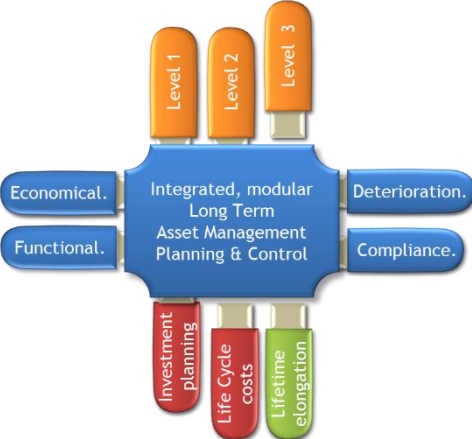 Level 1
Level 2
Level 3
Economical.
Functional.
Integrated, modular
Long Term
Asset Management
Planning & Control
Deterioration.
Compliance.
Investment
planning
Life Cycle
costs
Lifetime
elongation